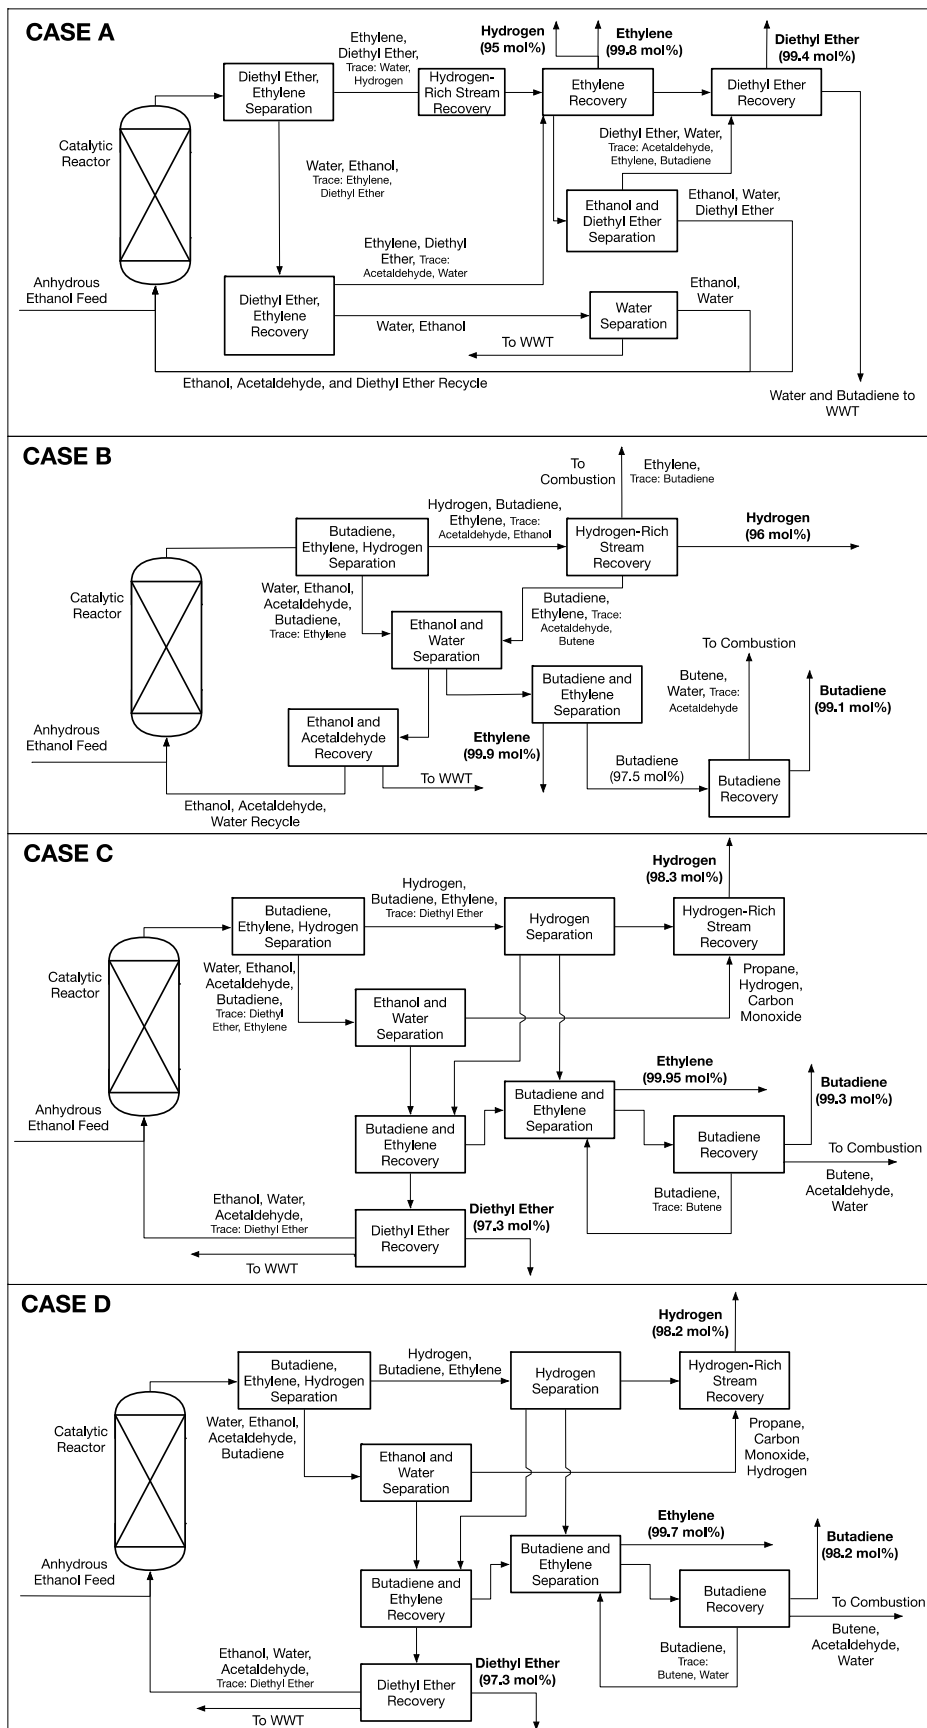 CASE A
Hydrogen
(95 mol%)
Ethylene
(99.8 mol%)
Diethyl Ether
(99.4 mol%)
Ethylene,
Diethyl Ether,
Trace: Water,
Hydrogen
Diethyl Ether,
Ethylene
Separation
Hydrogen-
Rich Stream
Recovery
Ethylene
Recovery
Diethyl Ether
Recovery
Catalytic
Reactor
Water, Ethanol,
Trace: Ethylene,
Diethyl Ether
Diethyl Ether, Water,
Trace: Acetaldehyde,
Ethylene, Butadiene
Ethanol and
Diethyl Ether
Separation
Ethanol, Water,
Diethyl Ether
Ethylene, Diethyl
Ether, Trace:
Acetaldehyde, Water
Anhydrous
Ethanol Feed
Diethyl Ether,
Ethylene
Recovery
Water, Ethanol
Water
Separation
Ethanol,
Water
To WWT
Ethanol, Acetaldehyde, and Diethyl Ether Recycle
Water and Butadiene to
WWT
CASE B
To
Combustion
Ethylene,
Trace: Butadiene
Hydrogen, Butadiene,
Ethylene, Trace:
Acetaldehyde, Ethanol
Hydrogen
(96 mol%)
Butadiene,
Ethylene, Hydrogen
Separation
Hydrogen-Rich
Stream
Recovery
Catalytic
Reactor
Water, Ethanol,
Acetaldehyde,
Butadiene,
Trace: Ethylene
Butadiene,
Ethylene, Trace:
Acetaldehyde,
Butene
Ethanol and
Water
Separation
To Combustion
Butadiene and
Ethylene
Separation
Butene,
Water, Trace:
Acetaldehyde
Butadiene
(99.1 mol%)
Anhydrous
Ethanol Feed
Ethanol and
Acetaldehyde
Recovery
Ethylene
(99.9 mol%)
Butadiene
(97.5 mol%)
Butadiene
Recovery
To WWT
Ethanol, Acetaldehyde,
Water Recycle
CASE C
Hydrogen
(98.3 mol%)
Hydrogen,
Butadiene, Ethylene,
Trace: Diethyl Ether
Butadiene,
Ethylene, Hydrogen
Separation
Hydrogen
Separation
Hydrogen-Rich
Stream
Recovery
Catalytic
Reactor
Water, Ethanol,
Acetaldehyde,
Butadiene,
Trace: Diethyl
Ether, Ethylene
Ethanol and
Water
Separation
Propane,
Hydrogen,
Carbon
Monoxide
Ethylene
(99.95 mol%)
Butadiene
(99.3 mol%)
Anhydrous
Ethanol Feed
Butadiene and
Ethylene
Recovery
Butadiene and
Ethylene
Separation
Butadiene
Recovery
To Combustion
Butene,
Acetaldehyde,
Water
Ethanol, Water,
Acetaldehyde,
Trace: Diethyl Ether
Butadiene,
Trace: Butene
Diethyl Ether
Recovery
Diethyl Ether
(97.3 mol%)
To WWT
CASE D
Hydrogen
(98.2 mol%)
Hydrogen,
Butadiene, Ethylene
Butadiene,
Ethylene, Hydrogen
Separation
Hydrogen
Separation
Hydrogen-Rich
Stream
Recovery
Catalytic
Reactor
Water, Ethanol,
Acetaldehyde,
Butadiene
Ethanol and
Water
Separation
Propane,
Carbon
Monoxide,
Hydrogen
Ethylene
(99.7 mol%)
Butadiene
(98.2 mol%)
Anhydrous
Ethanol Feed
Butadiene and
Ethylene
Recovery
Butadiene and
Ethylene
Separation
Butadiene
Recovery
To Combustion
Butene,
Acetaldehyde,
Water
Ethanol, Water,
Acetaldehyde,
Trace: Diethyl Ether
Butadiene,
Trace:
Butene, Water
Diethyl Ether
Recovery
Diethyl Ether
(97.3 mol%)
To WWT